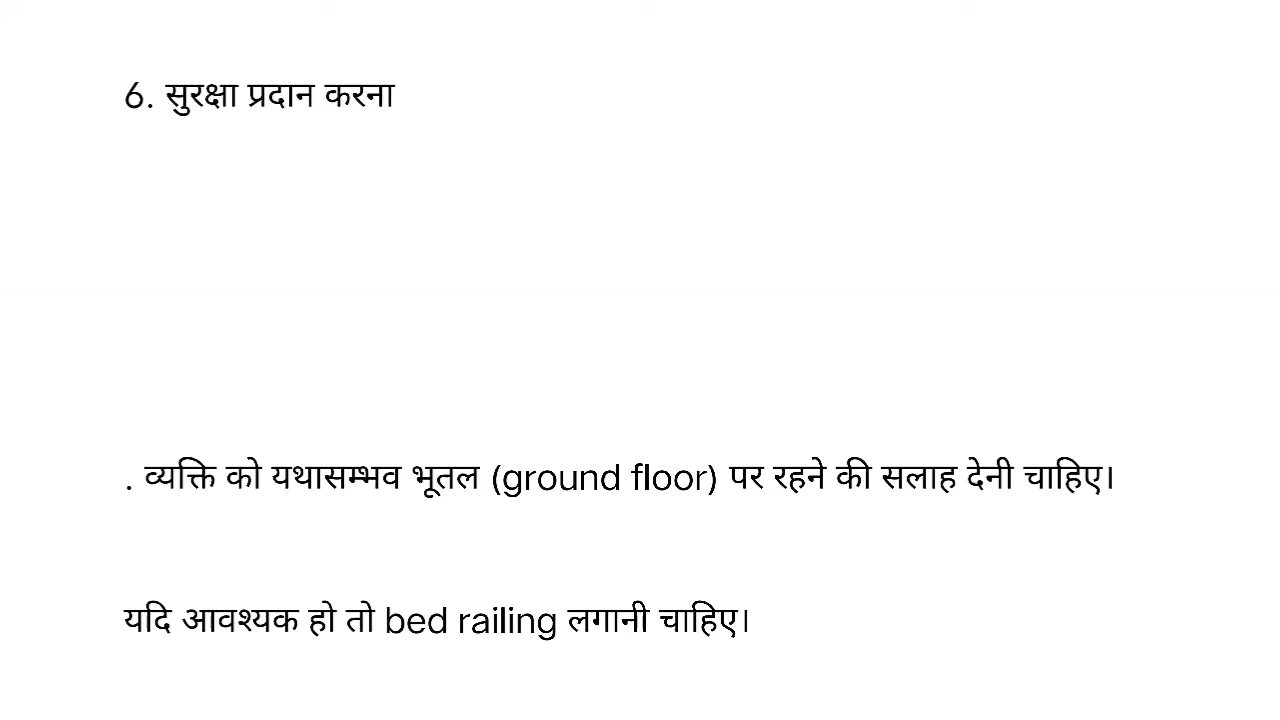 6. सुरक्षा प्रदान करना
. व्यक्ति को यथासम्भव भूतल (ground floor) पर रहने की सलाह देनी चाहिए।
यदि आवश्यक हो तो bed railing लगानी चाहिए।